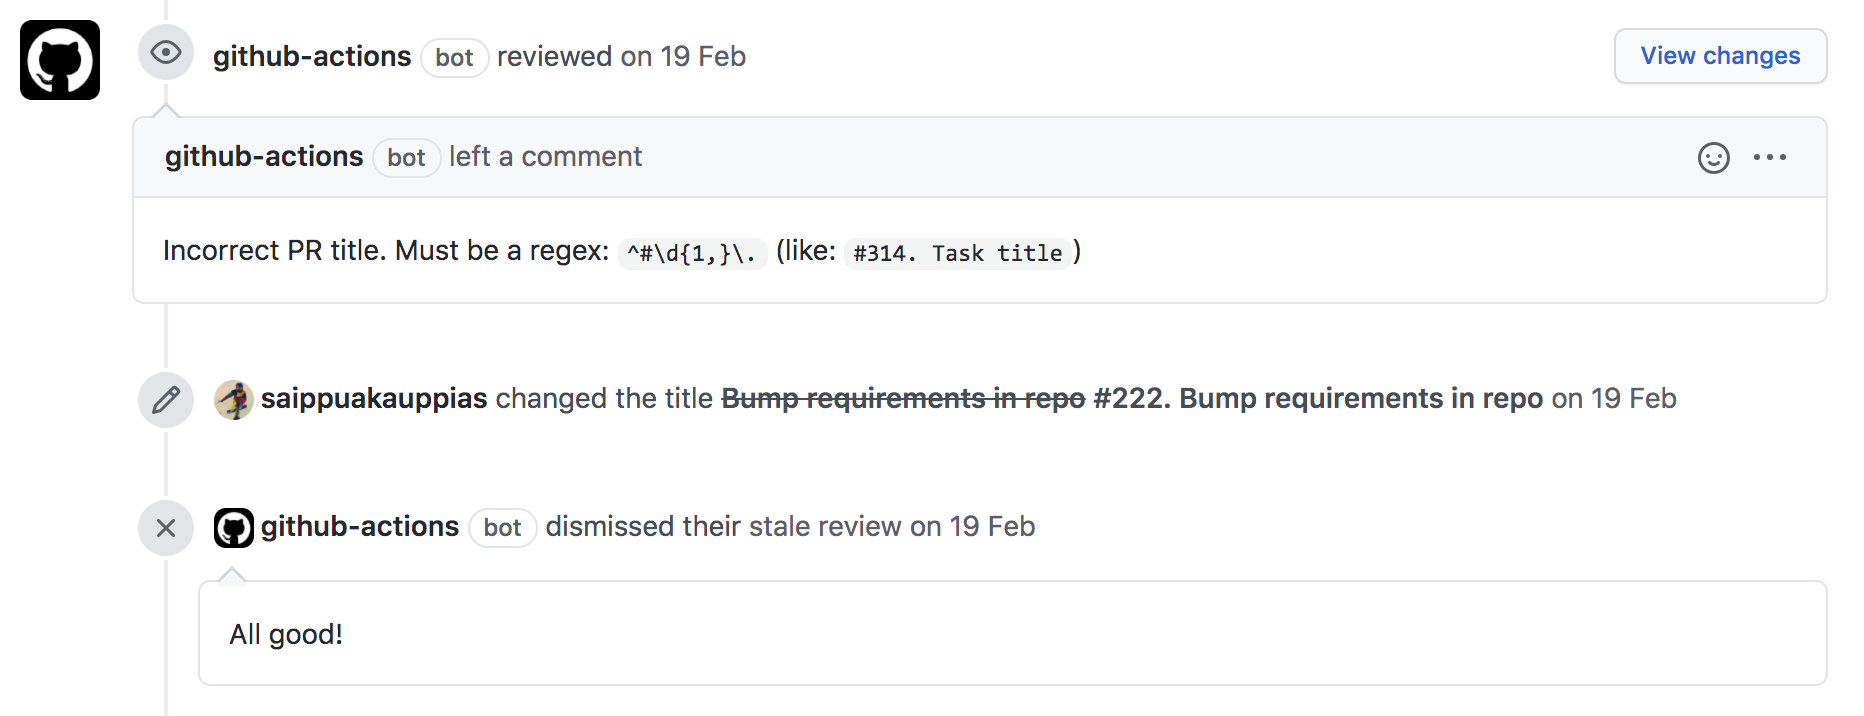 github-actions bot reviewed on 19 Feb View changes
github-actions bot left a comment
Incorrect PR title. Must be a regex: ^#\d{1,}\. (like: #314. Task title)
saippuakauppias changed the title Bump requirements in repo #222. Bump requirements in repo on 19 Feb
github-actions bot dismissed their stale review on 19 Feb
All good!